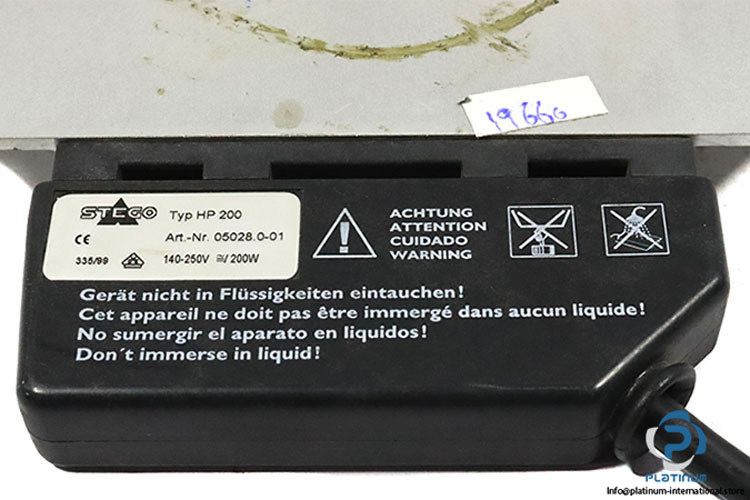 19660
STEGO
Typ HP 200
Art.-Nr. 05028.0-01
CE
335/99
140-250V ≅/ 200W
ACHTUNG
ATTENTION
CUIDADO
WARNING
Gerät nicht in Flüssigkeiten eintauchen!
Cet appareil ne doit pas être immergé dans aucun liquide!
No sumergir el aparato en liquidos!
Don´t immerse in liquid!
PLATINUM
Info@platinum-international.store